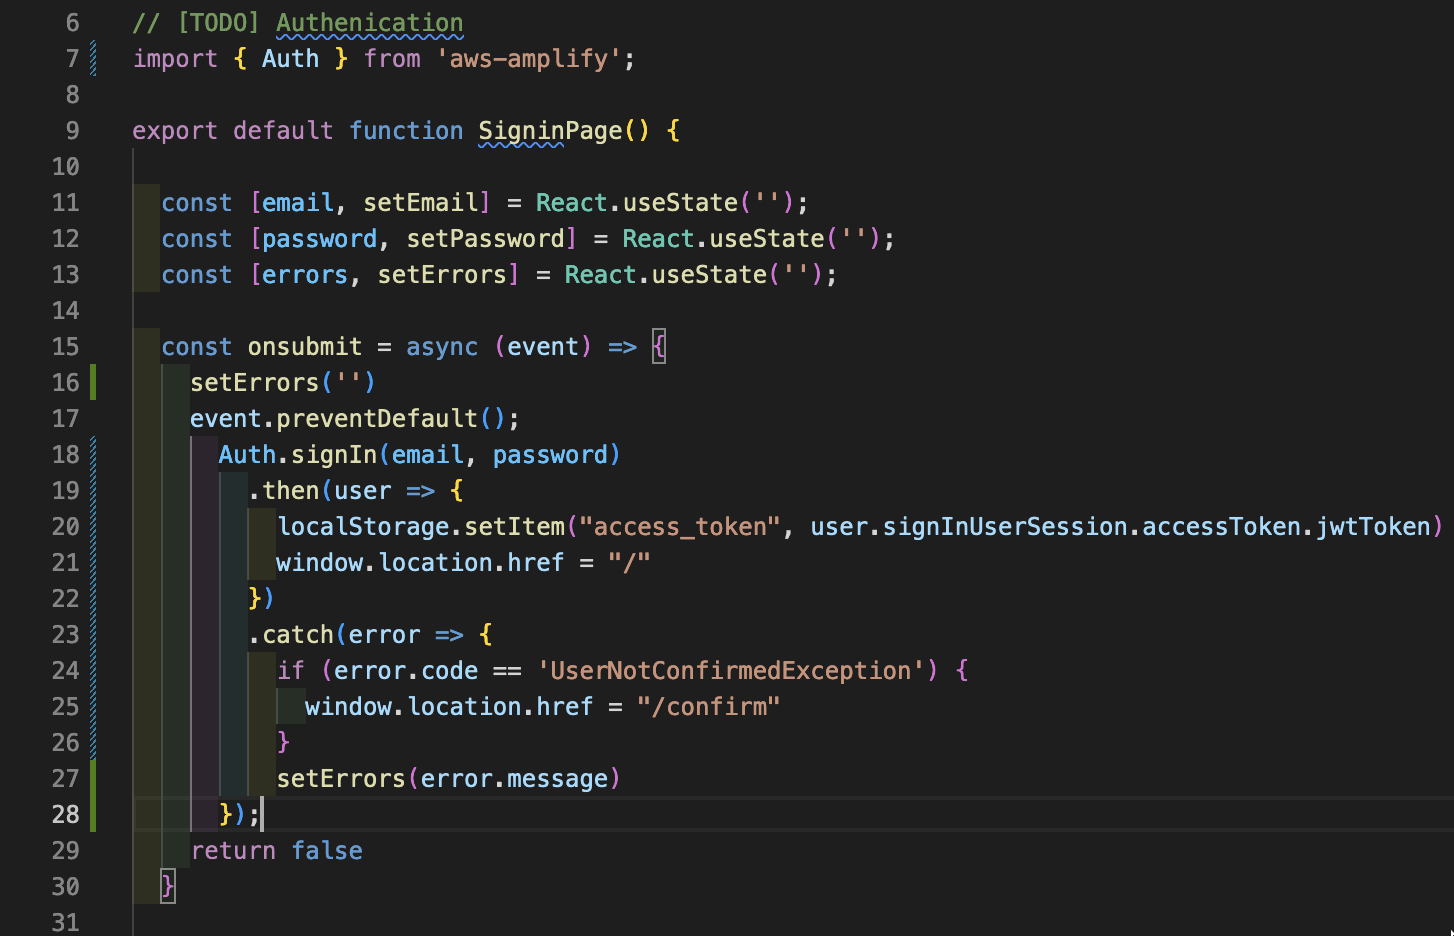 6 // [TODO] Authenication
7 import { Auth } from 'aws-amplify';
8
9 export default function SigninPage() {
10
11 const [email, setEmail] = React.useState('');
12 const [password, setPassword] = React.useState('');
13 const [errors, setErrors] = React.useState('');
14
15 const onsubmit = async (event) => {
16 setErrors('')
17 event.preventDefault();
18 Auth.signIn(email, password)
19 .then(user => {
20 localStorage.setItem("access_token", user.signInUserSession.accessToken.jwtToken)
21 window.location.href = "/"
22 })
23 .catch(error => {
24 if (error.code == 'UserNotConfirmedException') {
25 window.location.href = "/confirm"
26 }
27 setErrors(error.message)
28 });
29 return false
30 }
31